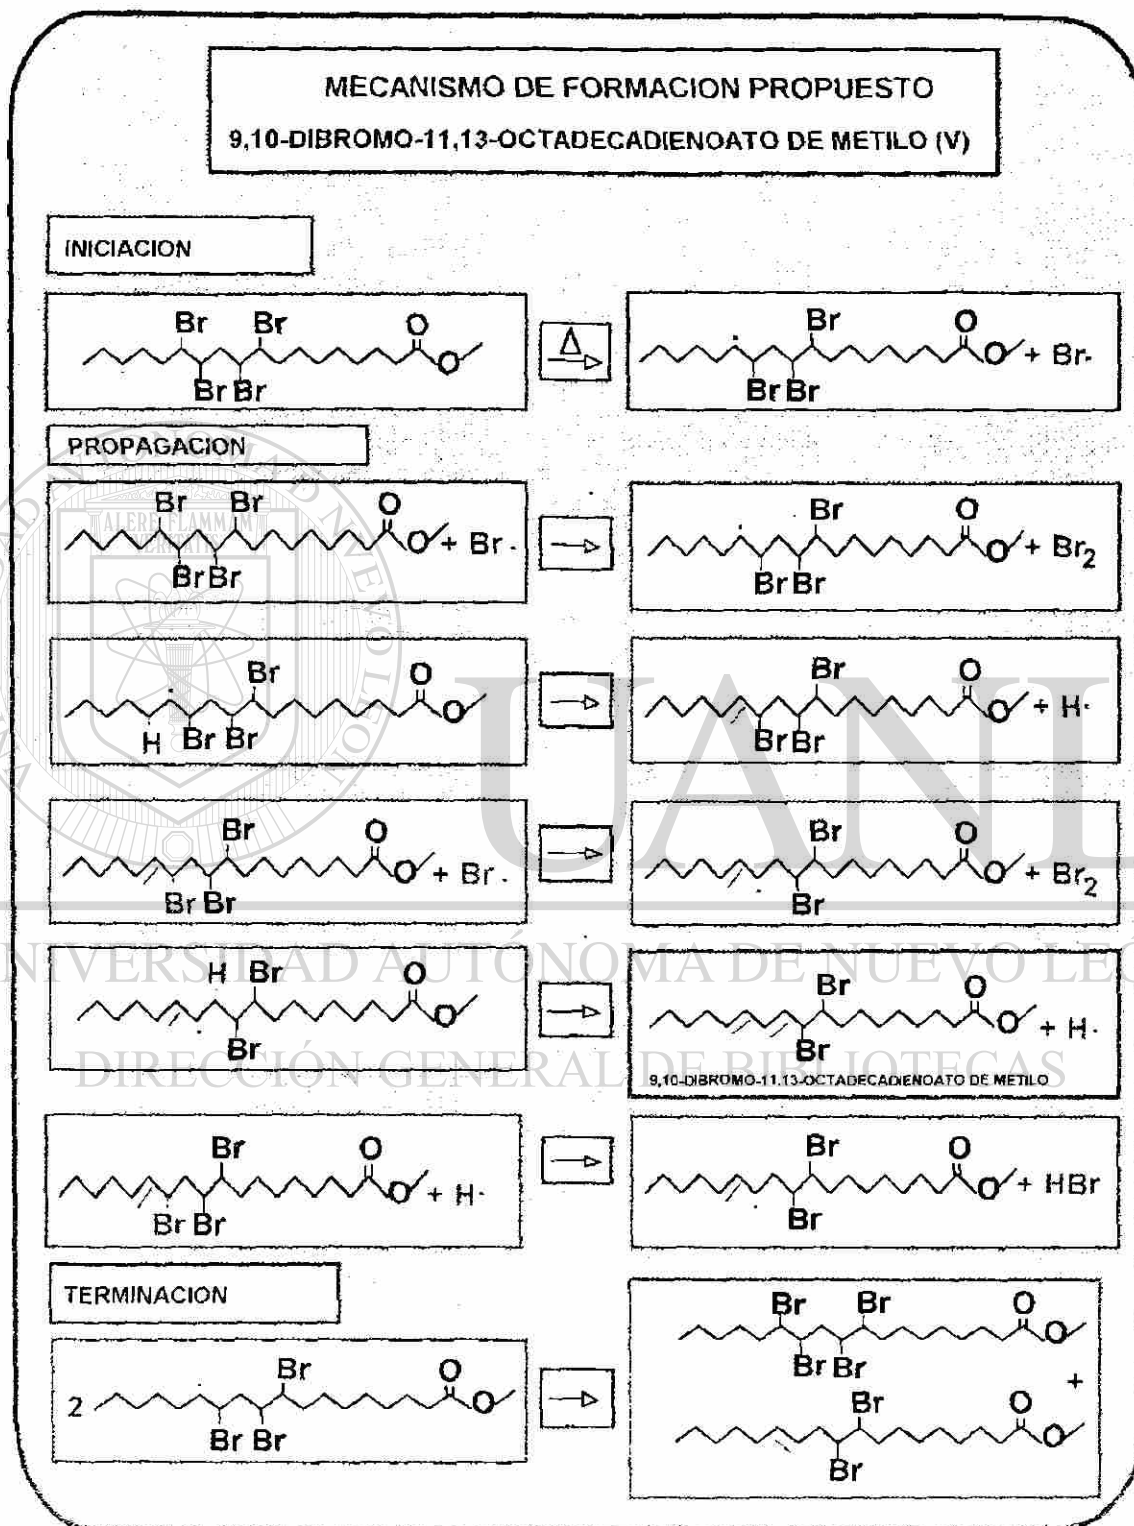 MECANISMO DE FORMACION PROPUESTO
9,10-DIBROMO-11,13-OCTADECADIENOATO DE METILO (V)
INICIACION
Br Br O
O
Br Br
Δ
Br O
O + Br·
Br Br
PROPAGACION
Br Br O
O + Br ·
Br Br
Br O
O + Br2
Br Br
Br O
O
H Br Br
Br O
O + H·
Br Br
Br O
O + Br ·
Br Br
Br O
O + Br2
Br
H Br O
O
Br
Br O
O + H ·
Br
9,10-DIBROMO-11,13-OCTADECADIENOATO DE METILO
Br O
O + H·
Br Br
Br O
O + HBr
Br
TERMINACION
2
Br O
O
Br Br
Br Br O
O
Br Br
+
Br O
O
Br
ALERE FLAMMAM
VERITATIS
UANL
UNIVERSIDAD AUTÓNOMA DE NUEVO LEÓN
DIRECCIÓN GENERAL DE BIBLIOTECAS